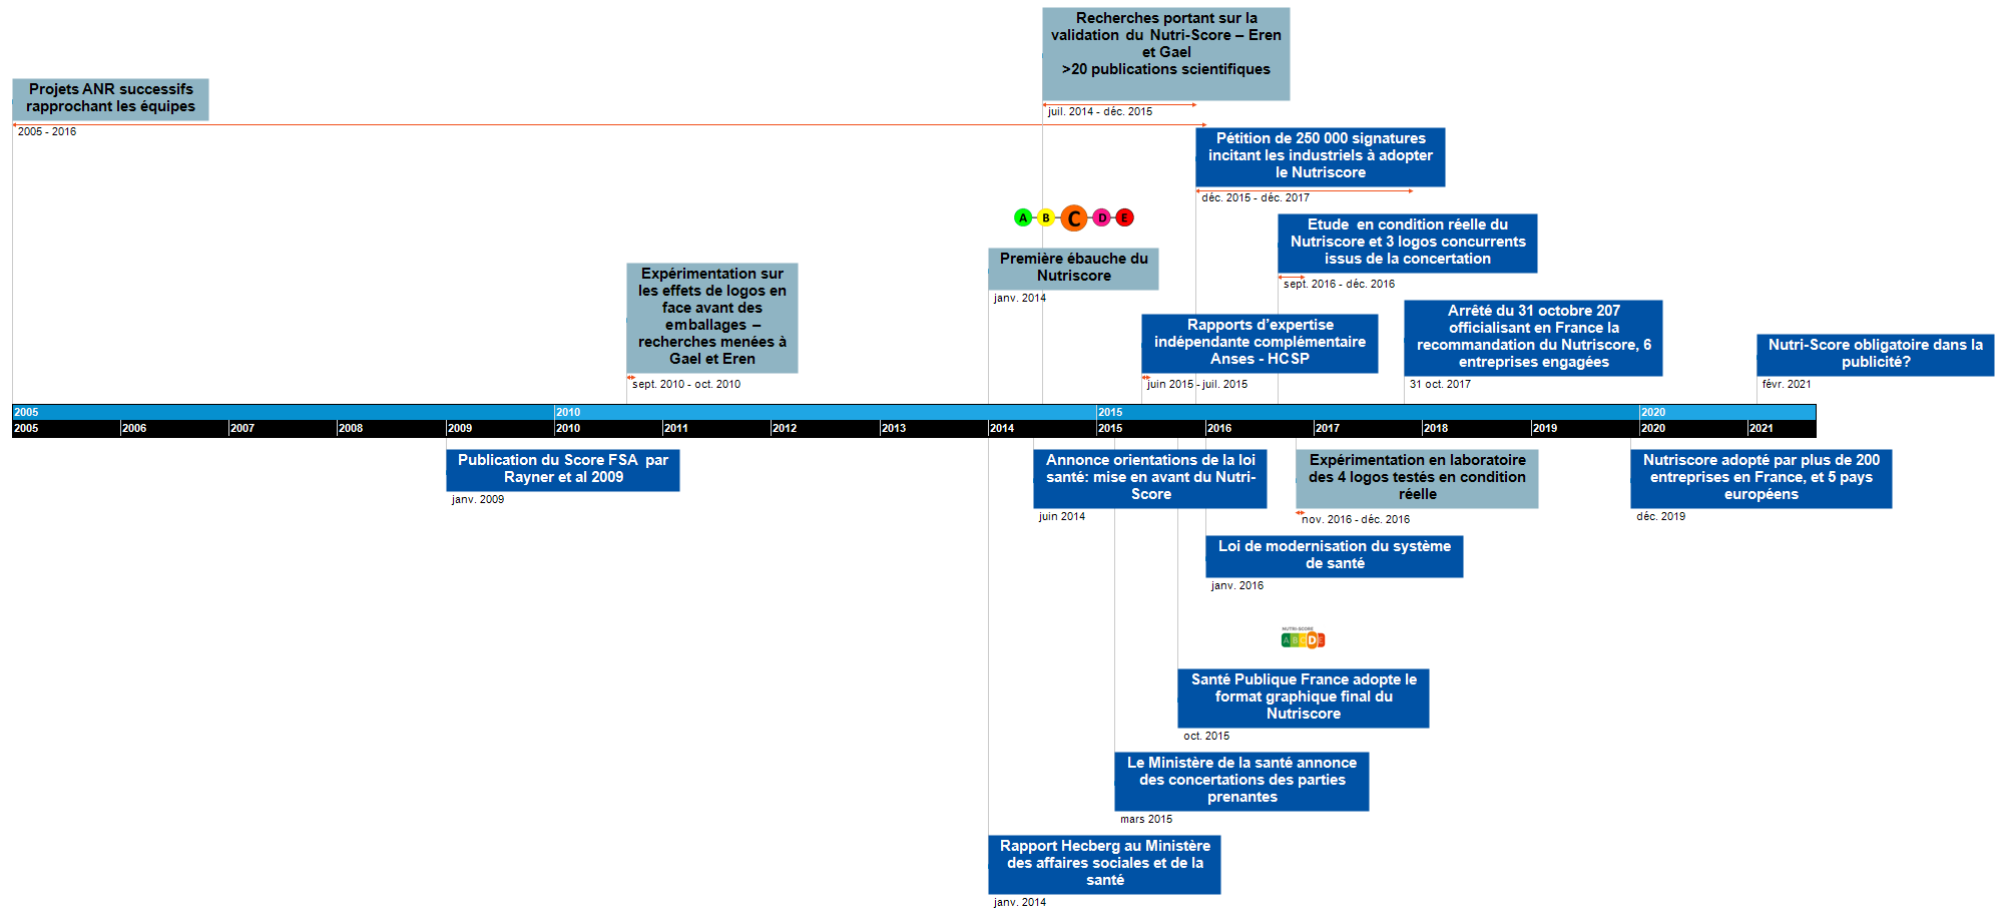 Recherches portant sur la
validation du Nutri-Score – Eren
et Gael
>20 publications scientifiques
juil. 2014 - déc. 2015
Projets ANR successifs
rapprochant les équipes
2005 - 2016
Pétition de 250 000 signatures
incitant les industriels à adopter
le Nutriscore
déc. 2015 - déc. 2017
A B C D E
Etude en condition réelle du
Nutriscore et 3 logos concurrents
issus de la concertation
sept. 2016 - déc. 2016
Première ébauche du
Nutriscore
janv. 2014
Expérimentation sur
les effets de logos en
face avant des
emballages –
recherches menées à
Gael et Eren
sept. 2010 - oct. 2010
Rapports d'expertise
indépendante complémentaire
Anses - HCSP
juin 2015 - juil. 2015
Arrêté du 31 octobre 207
officialisant en France la
recommandation du Nutriscore, 6
entreprises engagées
31 oct. 2017
Nutri-Score obligatoire dans la
publicité?
févr. 2021
2005 2010 2015 2020
2005 2006 2007 2008 2009 2010 2011 2012 2013 2014 2015 2016 2017 2018 2019 2020 2021
Publication du Score FSA par
Rayner et al 2009
janv. 2009
Annonce orientations de la loi
santé: mise en avant du Nutri-
Score
juin 2014
Expérimentation en laboratoire
des 4 logos testés en condition
réelle
nov. 2016 - déc. 2016
Nutriscore adopté par plus de 200
entreprises en France, et 5 pays
européens
déc. 2019
Loi de modernisation du système
de santé
janv. 2016
NUTRI-SCORE
A B C D E
Santé Publique France adopte le
format graphique final du
Nutriscore
oct. 2015
Le Ministère de la santé annonce
des concertations des parties
prenantes
mars 2015
Rapport Hecberg au Ministère
des affaires sociales et de la
santé
janv. 2014